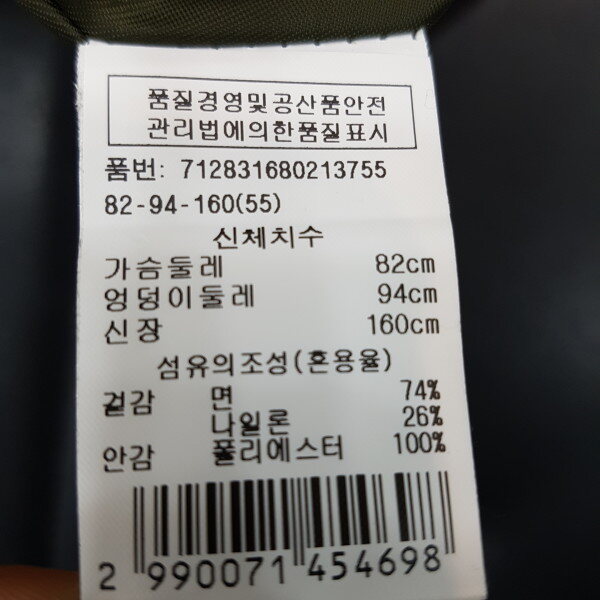 품질경영및공산품안전
관리법에의한품질표시
품번: 712831680213755
82-94-160(55)
신체치수
가슴둘레 82cm
엉덩이둘레 94cm
신장 160cm
섬유의조성(혼용율)
겉감 면 74%
나일론 26%
안감 폴리에스터 100%
2 990071 454698